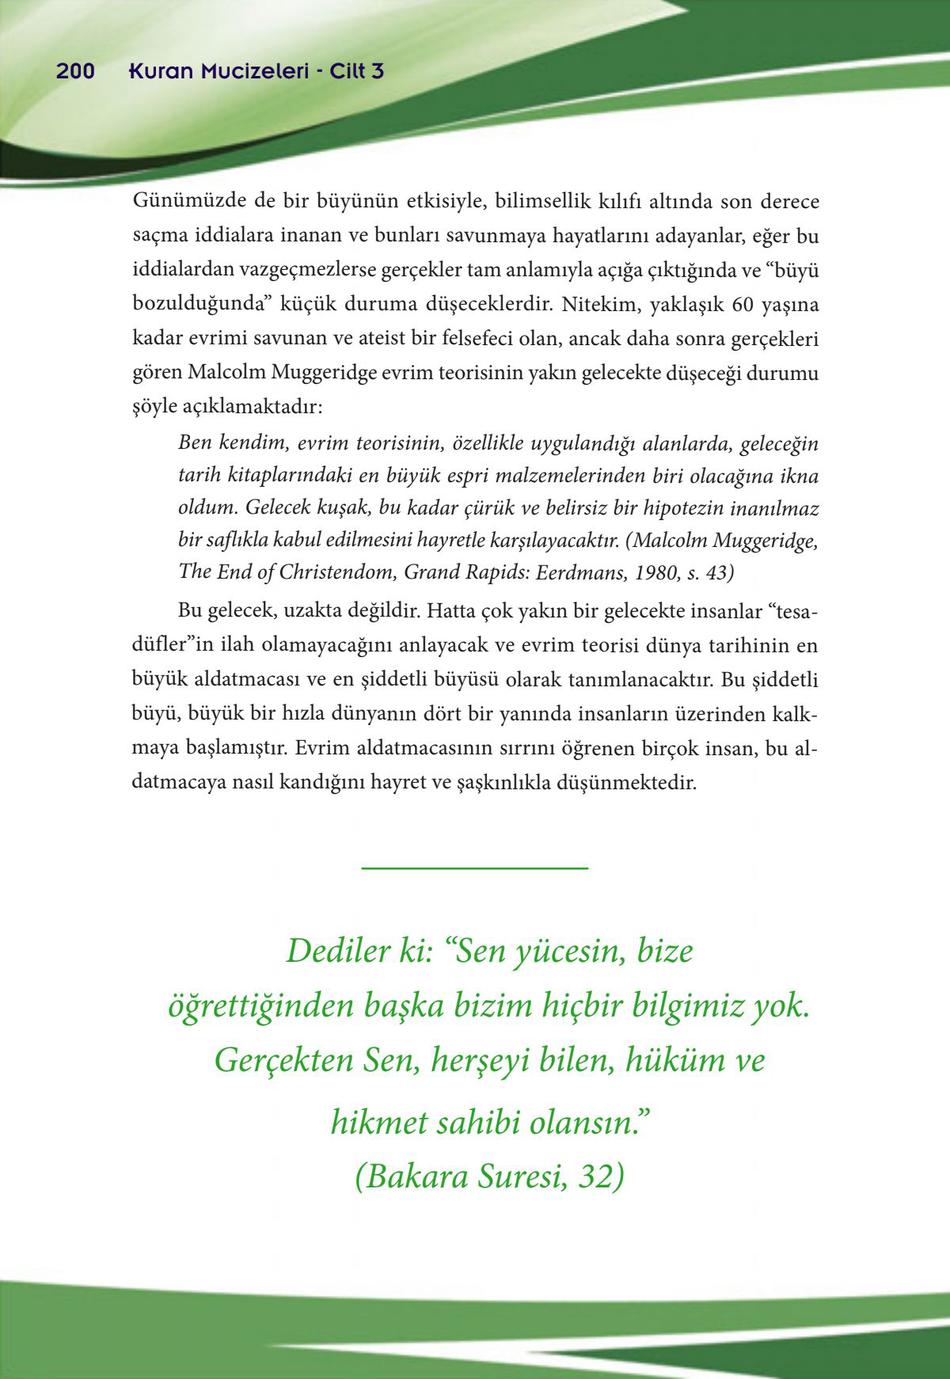 200 Kuran Mucizeleri - Cilt 3
Günümüzde de bir büyünün etkisiyle, bilimsellik kılıfı altında son derece
saçma iddialara inanan ve bunları savunmaya hayatlarını adayanlar, eğer bu
iddialardan vazgeçmezlerse gerçekler tam anlamıyla açığa çıktığında ve “büyü
bozulduğunda” küçük duruma düşeceklerdir. Nitekim, yaklaşık 60 yaşına
kadar evrimi savunan ve ateist bir felsefeci olan, ancak daha sonra gerçekleri
gören Malcolm Muggeridge evrim teorisinin yakın gelecekte düşeceği durumu
şöyle açıklamaktadır:
Ben kendim, evrim teorisinin, özellikle uygulandığı alanlarda, geleceğin
tarih kitaplarındaki en büyük espri malzemelerinden biri olacağına ikna
oldum. Gelecek kuşak, bu kadar çürük ve belirsiz bir hipotezin inanılmaz
bir saflıkla kabul edilmesini hayretle karşılayacaktır. (Malcolm Muggeridge,
The End of Christendom, Grand Rapids: Eerdmans, 1980, s. 43)
Bu gelecek, uzakta değildir. Hatta çok yakın bir gelecekte insanlar “tesa-
düfler”in ilah olamayacağını anlayacak ve evrim teorisi dünya tarihinin en
büyük aldatmacası ve en şiddetli büyüsü olarak tanımlanacaktır. Bu şiddetli
büyü, büyük bir hızla dünyanın dört bir yanında insanların üzerinden kalk-
maya başlamıştır. Evrim aldatmacasının sırrını öğrenen birçok insan, bu al-
datmacaya nasıl kandığını hayret ve şaşkınlıkla düşünmektedir.
Dediler ki: “Sen yücesin, bize
öğrettiğinden başka bizim hiçbir bilgimiz yok.
Gerçekten Sen, herşeyi bilen, hüküm ve
hikmet sahibi olansın.”
(Bakara Suresi, 32)